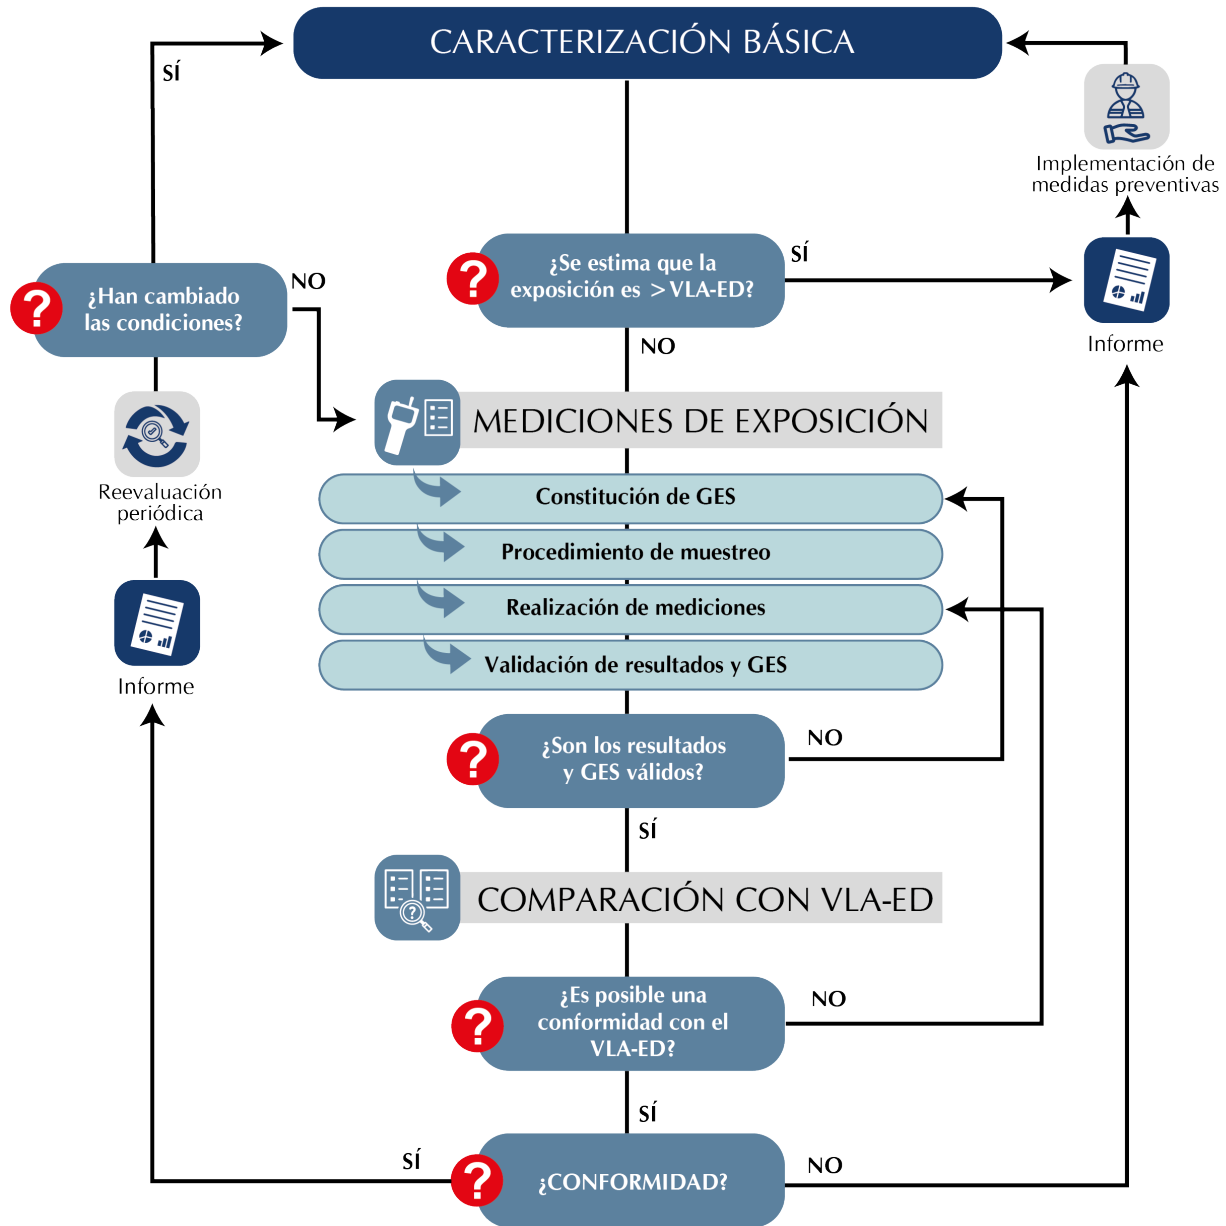 CARACTERIZACIÓN BÁSICA
SÍ
Implementación de
medidas preventivas
¿Se estima que la
exposición es > VLA-ED?
SÍ
NO
Informe
¿Han cambiado
las condiciones?
NO
?
?
MEDICIONES DE EXPOSICIÓN
Reevaluación
periódica
Constitución de GES
Procedimiento de muestreo
Realización de mediciones
Validación de resultados y GES
Informe
?
¿Son los resultados
y GES válidos?
NO
SÍ
?
COMPARACIÓN CON VLA-ED
?
¿Es posible una
conformidad con el
VLA-ED?
NO
SÍ
SÍ
?
¿CONFORMIDAD?
NO